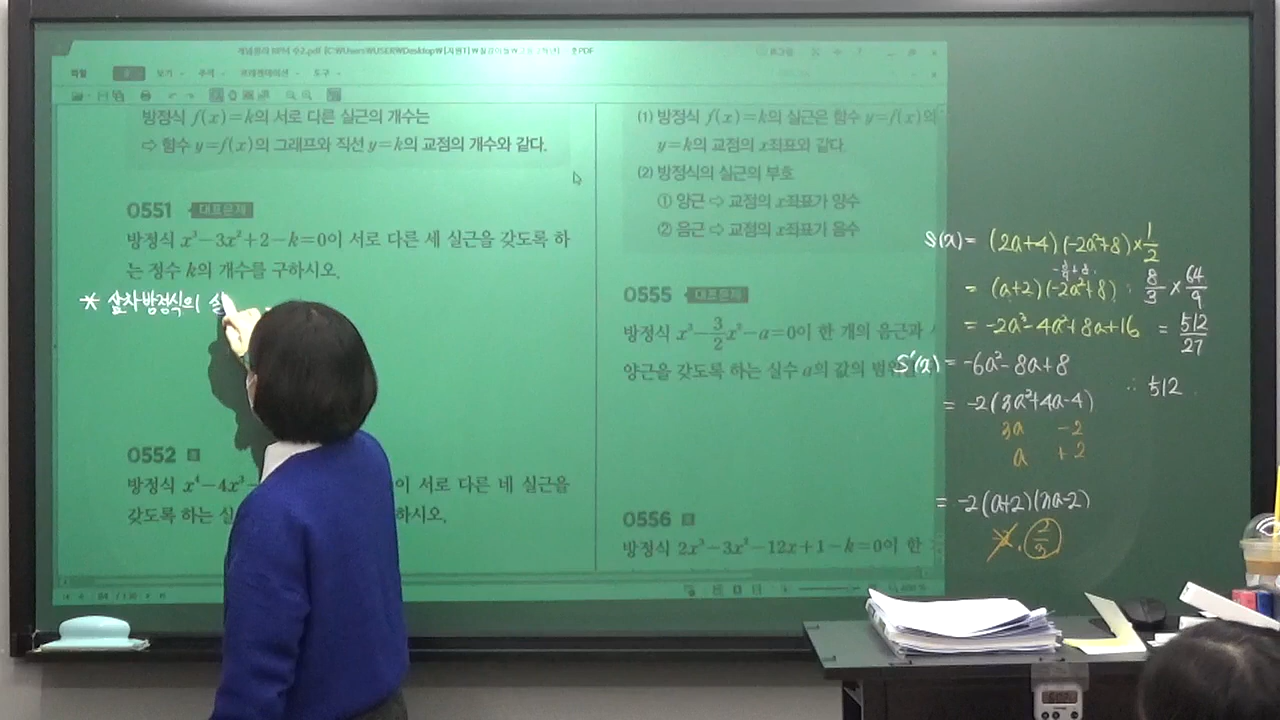 방정식 f(x)=k의 서로 다른 실근의 개수는
⇨ 함수 y=f(x)의 그래프와 직선 y=k의 교점의 개수와 같다.
0551 대표문제
방정식 x³-3x²+2-k=0이 서로 다른 세 실근을 갖도록 하
는 정수 k의 개수를 구하시오.
* 삼차방정식의 실
0552
방정식 x⁴-4x³- 이 서로 다른 네 실근을
갖도록 하는 실 하시오.
(1) 방정식 f(x)=k의 실근은 함수 y=f(x)의
y=k의 교점의 x좌표와 같다.
(2) 방정식의 실근의 부호
① 양근 ⇨ 교점의 x좌표가 양수
② 음근 ⇨ 교점의 x좌표가 음수
0555 대표문제
방정식 x³-3/2x²-a=0이 한 개의 음근과
양근을 갖도록 하는 실수 a의 값의 범위
0556
방정식 2x³-3x²-12x+1-k=0이 한
S(a)= (2a+4)(-2a²+8)×1/2
= (a+2)(-2a²+8) : 8/3 × 64/9
= -2a³-4a²+8a+16 = 512/27
S'(a)= -6a²-8a+8
∴ 512
= -2(3a²+4a-4)
3a -2
a +2
= -2(a+2)(3a-2)
2/3